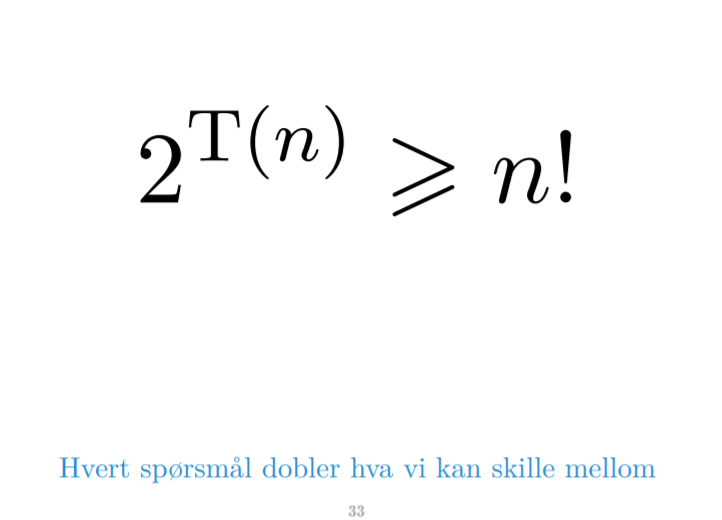 2^{T(n)} ⩾ n!
Hvert spørsmål dobler hva vi kan skille mellom
33